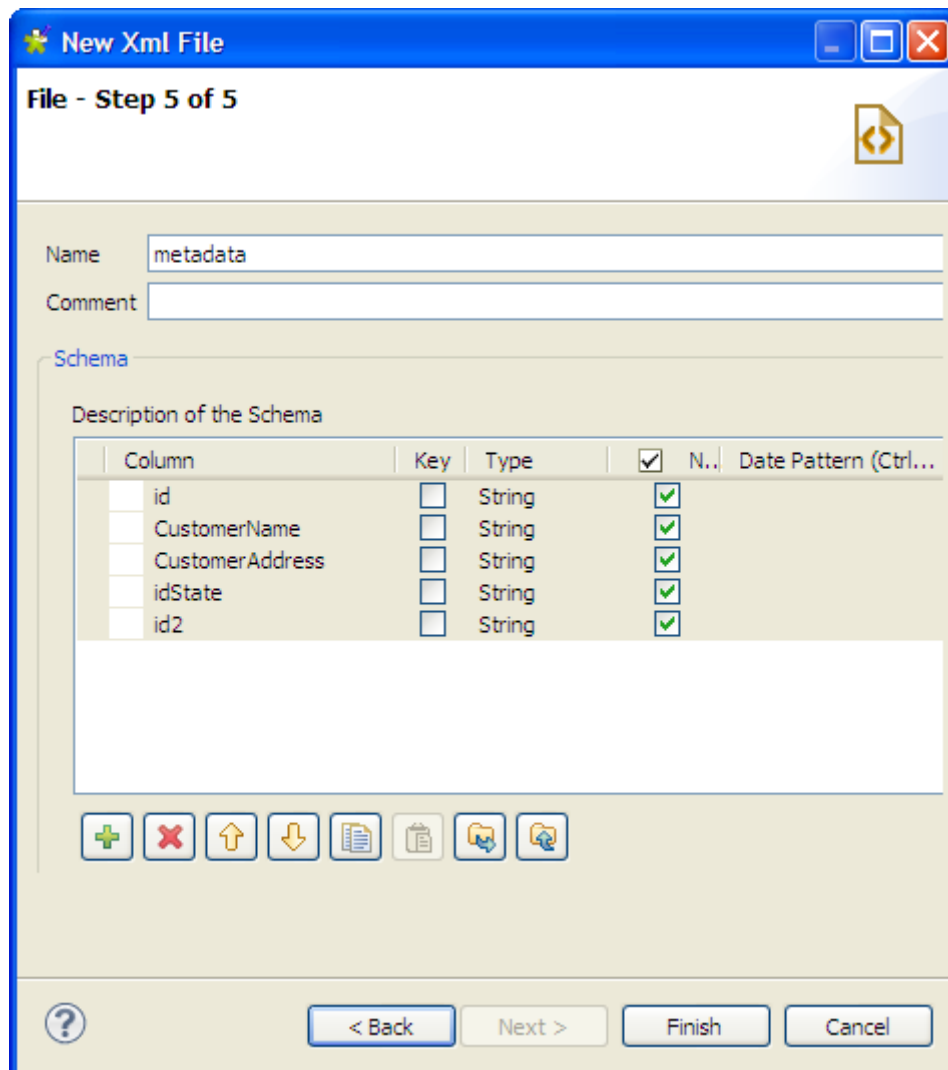 New Xml File
File - Step 5 of 5
Name metadata
Comment
Schema
Description of the Schema
Column Key Type N.. Date Pattern (Ctrl...
id String
CustomerName String
CustomerAddress String
idState String
id2 String
< Back Next > Finish Cancel